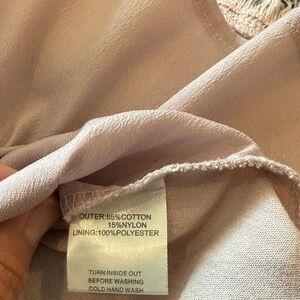 OUTER:85%COTTON
15%NYLON
LINING:100%POLYESTER
TURN INSIDE OUT
BEFORE WASHING
COLD HAND WASH